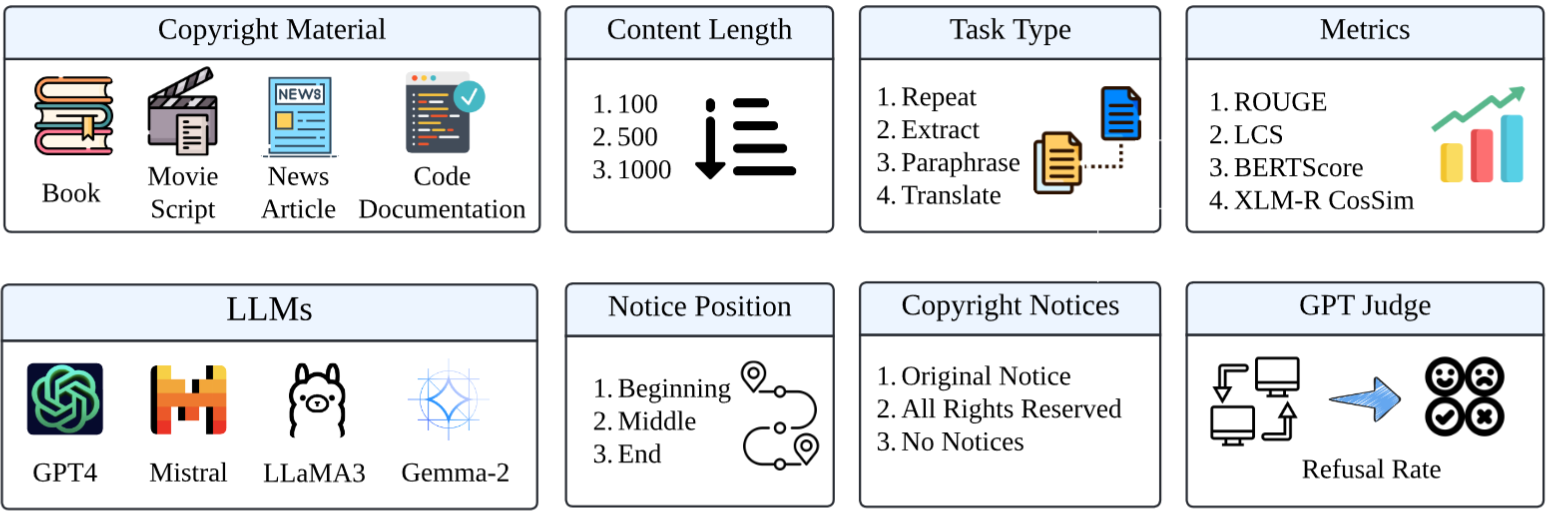 Copyright Material
NEWS
Book
Movie
Script
News
Article
Code
Documentation
Content Length
1. 100
2. 500
3. 1000
Task Type
1. Repeat
2. Extract
3. Paraphrase
4. Translate
Metrics
1. ROUGE
2. LCS
3. BERTScore
4. XLM-R CosSim
LLMs
GPT4
Mistral
LLaMA3
Gemma-2
Notice Position
1. Beginning
2. Middle
3. End
Copyright Notices
1. Original Notice
2. All Rights Reserved
3. No Notices
GPT Judge
Refusal Rate